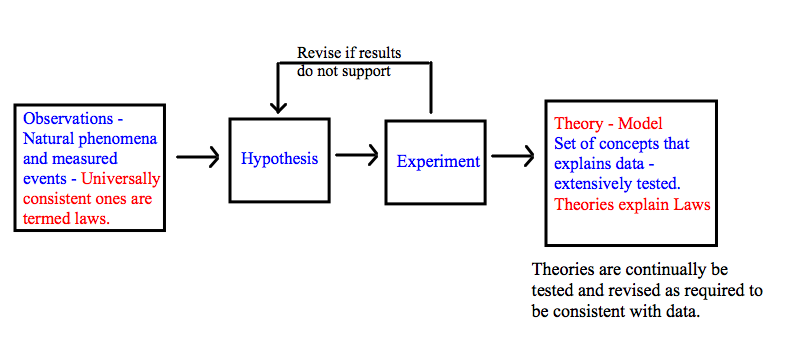 Revise if results
do not support
Observations -
Natural phenomena
and measured
events - Universally
consistent ones are
termed laws.
Hypothesis
Experiment
Theory - Model
Set of concepts that
explains data -
extensively tested.
Theories explain Laws
Theories are continually be
tested and revised as required to
be consistent with data.